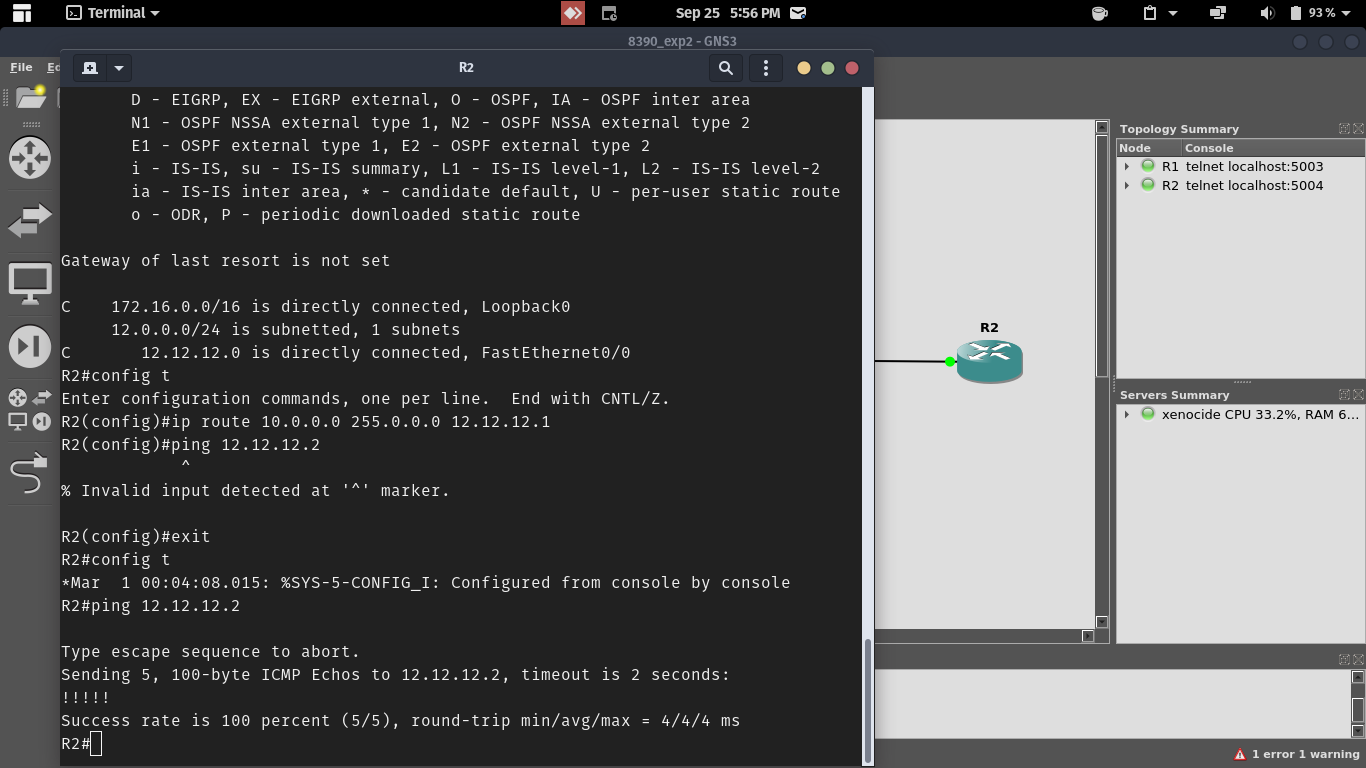 Terminal
Sep 25 5:56 PM
93 %
8390_exp2 - GNS3
File
R2
D - EIGRP, EX - EIGRP external, O - OSPF, IA - OSPF inter area
N1 - OSPF NSSA external type 1, N2 - OSPF NSSA external type 2
E1 - OSPF external type 1, E2 - OSPF external type 2
i - IS-IS, su - IS-IS summary, L1 - IS-IS level-1, L2 - IS-IS level-2
ia - IS-IS inter area, * - candidate default, U - per-user static route
o - ODR, P - periodic downloaded static route
Gateway of last resort is not set
C    172.16.0.0/16 is directly connected, Loopback0
12.0.0.0/24 is subnetted, 1 subnets
C       12.12.12.0 is directly connected, FastEthernet0/0
R2#config t
Enter configuration commands, one per line.  End with CNTL/Z.
R2(config)#ip route 10.0.0.0 255.0.0.0 12.12.12.1
R2(config)#ping 12.12.12.2
^
% Invalid input detected at '^' marker.
R2(config)#exit
R2#config t
*Mar  1 00:04:08.015: %SYS-5-CONFIG_I: Configured from console by console
R2#ping 12.12.12.2
Type escape sequence to abort.
Sending 5, 100-byte ICMP Echos to 12.12.12.2, timeout is 2 seconds:
!!!!!
Success rate is 100 percent (5/5), round-trip min/avg/max = 4/4/4 ms
R2#
R2
Topology Summary
Node Console
R1 telnet localhost:5003
R2 telnet localhost:5004
Servers Summary
xenocide CPU 33.2%, RAM 6...
1 error 1 warning